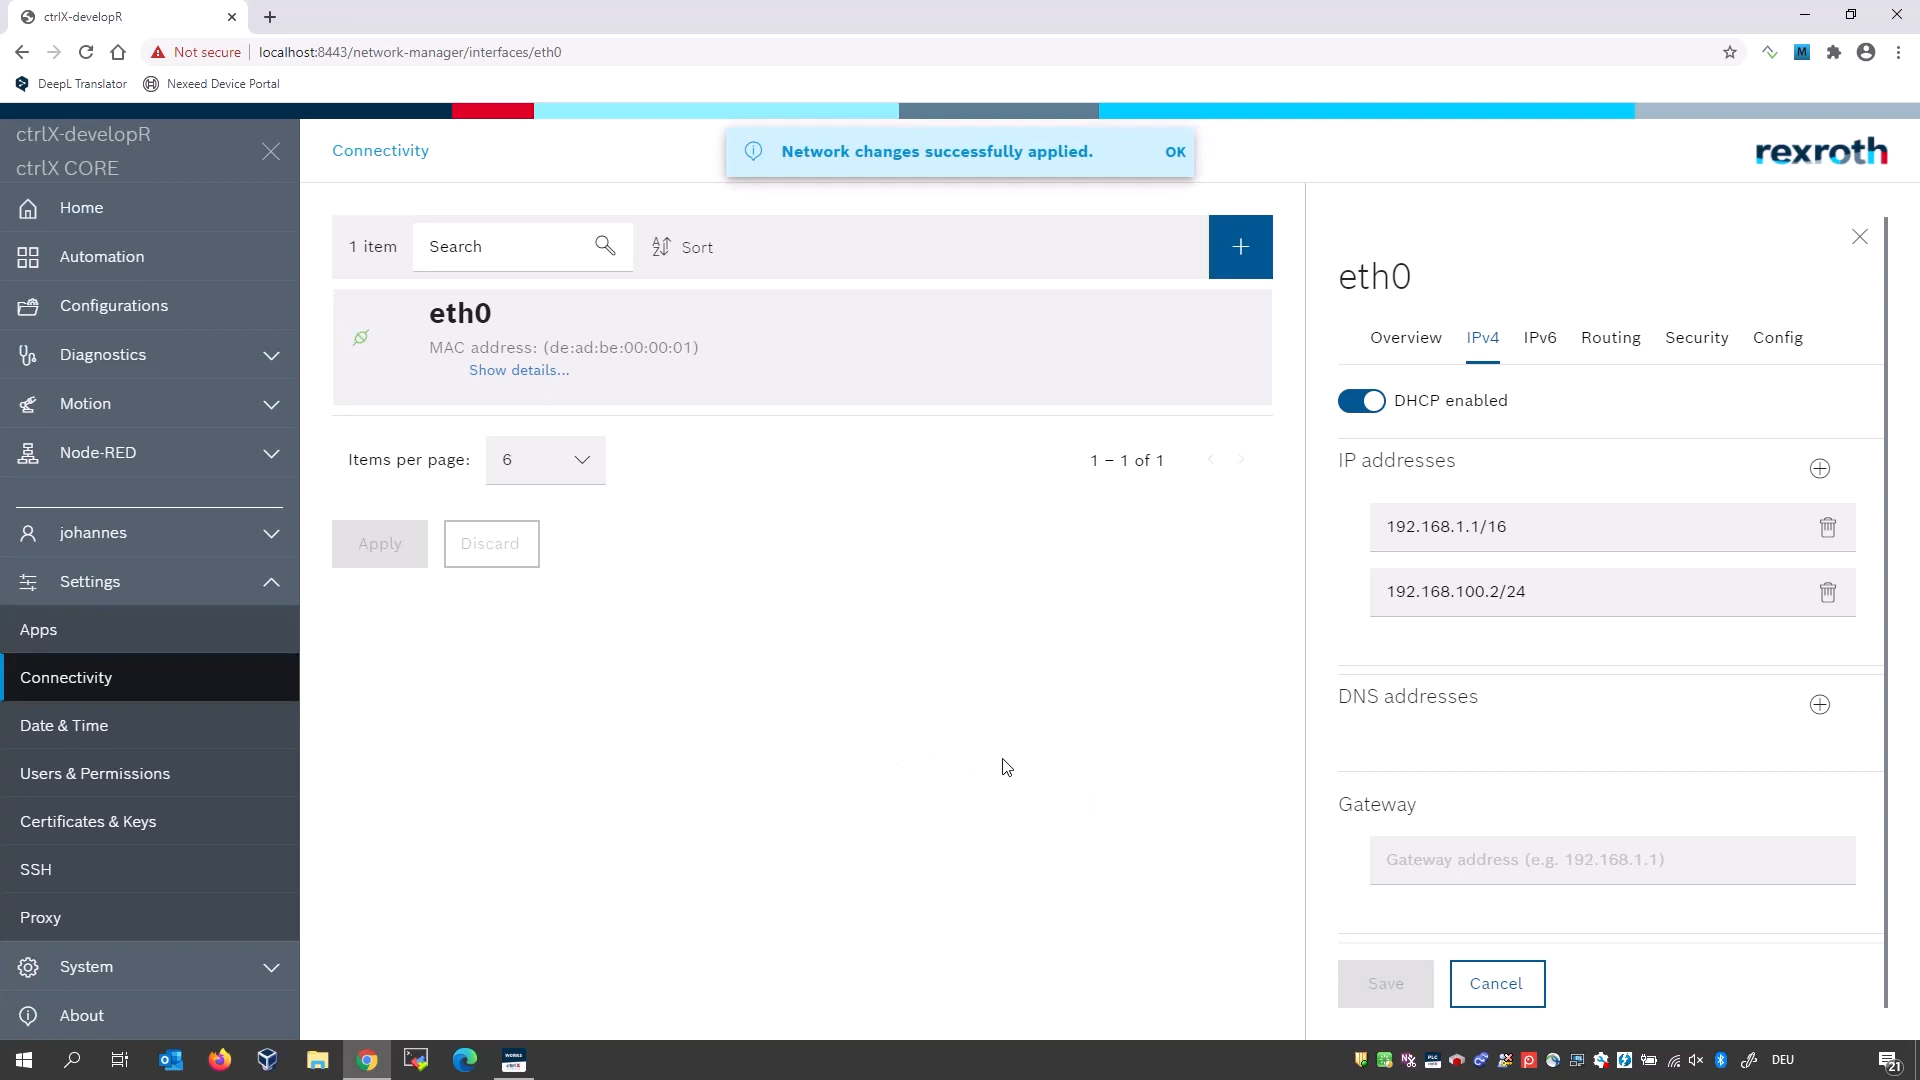 ctrlX-developR
Not secure
localhost:8443/network-manager/interfaces/eth0
M
DeepL Translator
Nexeed Device Portal
ctrlX-developR
ctrlX CORE
Connectivity
Network changes successfully applied.
OK
rexroth
Home
Automation
Configurations
Diagnostics
Motion
Node-RED
johannes
Settings
Apps
Connectivity
Date & Time
Users & Permissions
Certificates & Keys
SSH
Proxy
System
About
1 item
Search
Sort
eth0
MAC address: (de:ad:be:00:00:01)
Show details...
Items per page:
6
1 – 1 of 1
Apply
Discard
eth0
Overview
IPv4
IPv6
Routing
Security
Config
DHCP enabled
IP addresses
192.168.1.1/16
192.168.100.2/24
DNS addresses
Gateway
Gateway address (e.g. 192.168.1.1)
Save
Cancel
WORKS
DEU
21